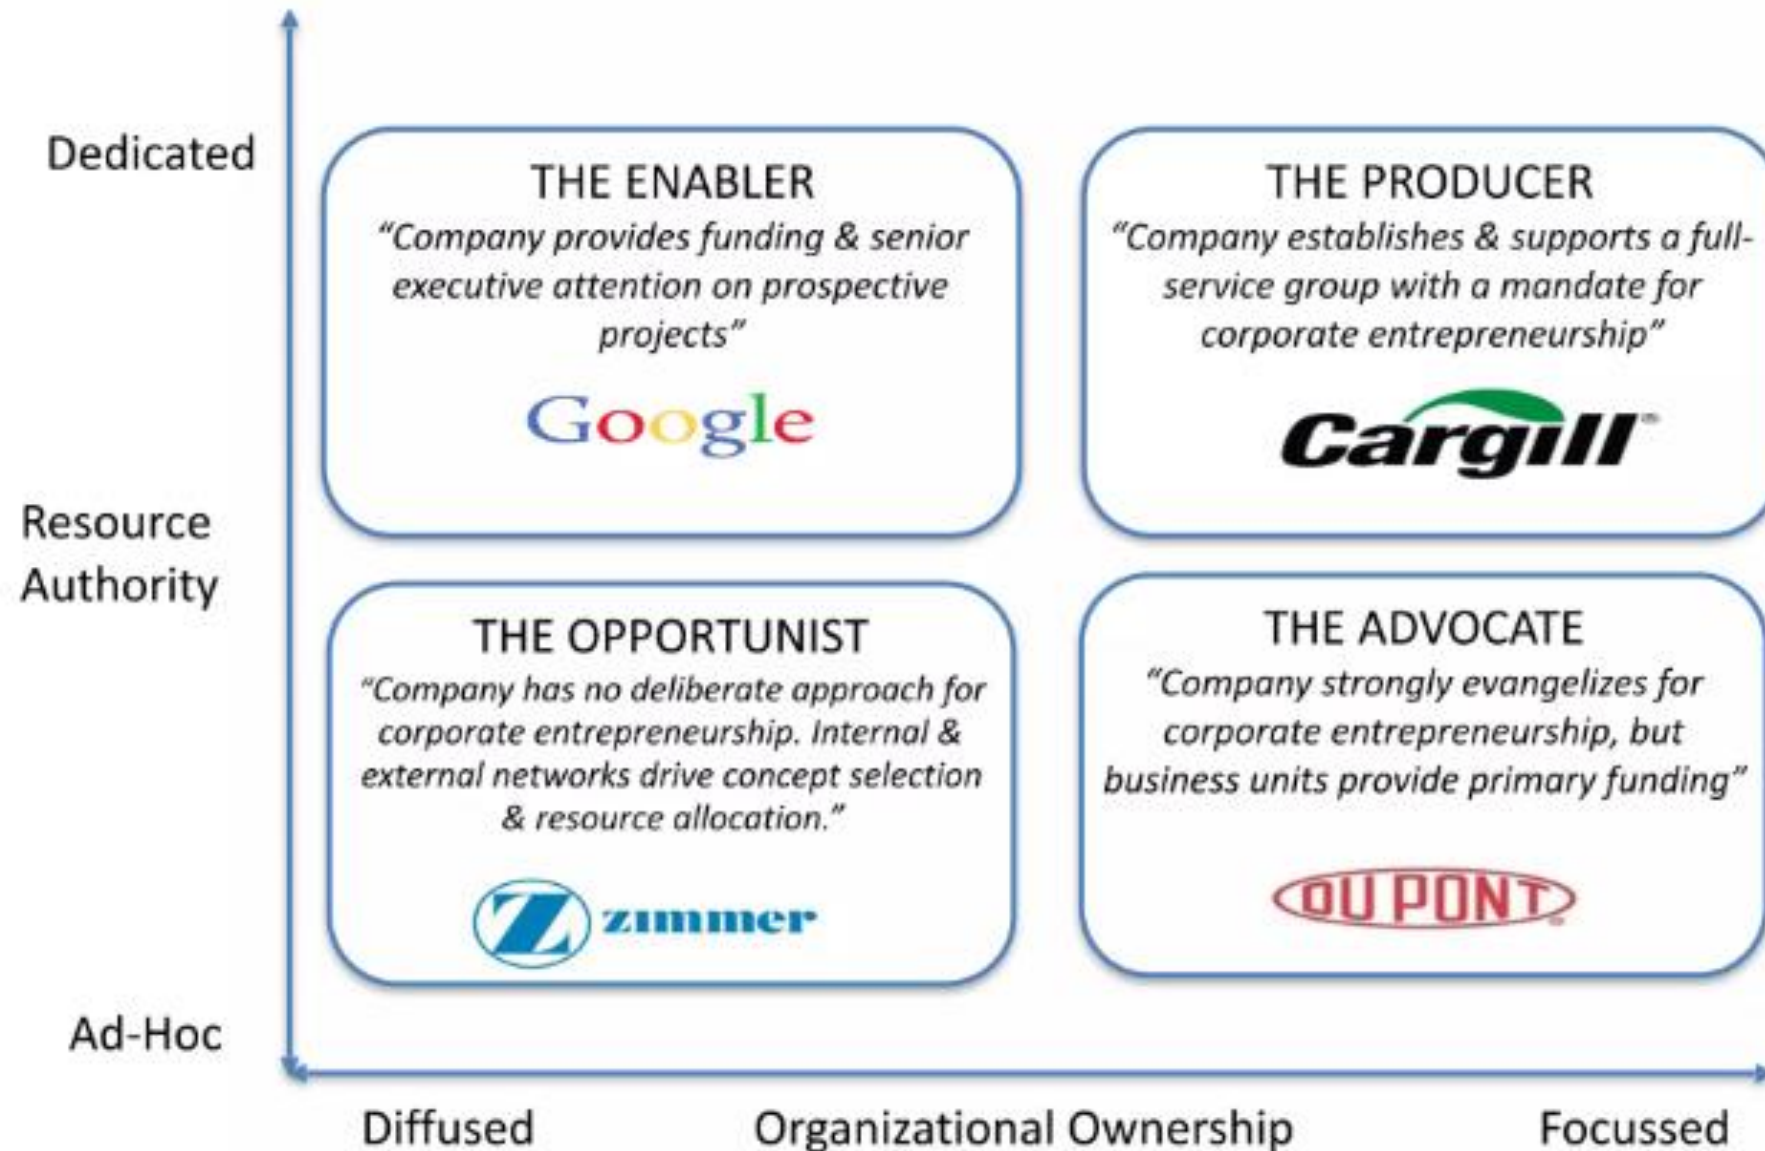 Dedicated
THE ENABLER
“Company provides funding & senior
executive attention on prospective
projects”
Google
THE PRODUCER
“Company establishes & supports a full-
service group with a mandate for
corporate entrepreneurship”
Cargill®
Resource
Authority
THE OPPORTUNIST
“Company has no deliberate approach for
corporate entrepreneurship. Internal &
external networks drive concept selection
& resource allocation.”
Z zimmer
THE ADVOCATE
“Company strongly evangelizes for
corporate entrepreneurship, but
business units provide primary funding”
DU PONT®
Ad-Hoc
Diffused Organizational Ownership Focussed